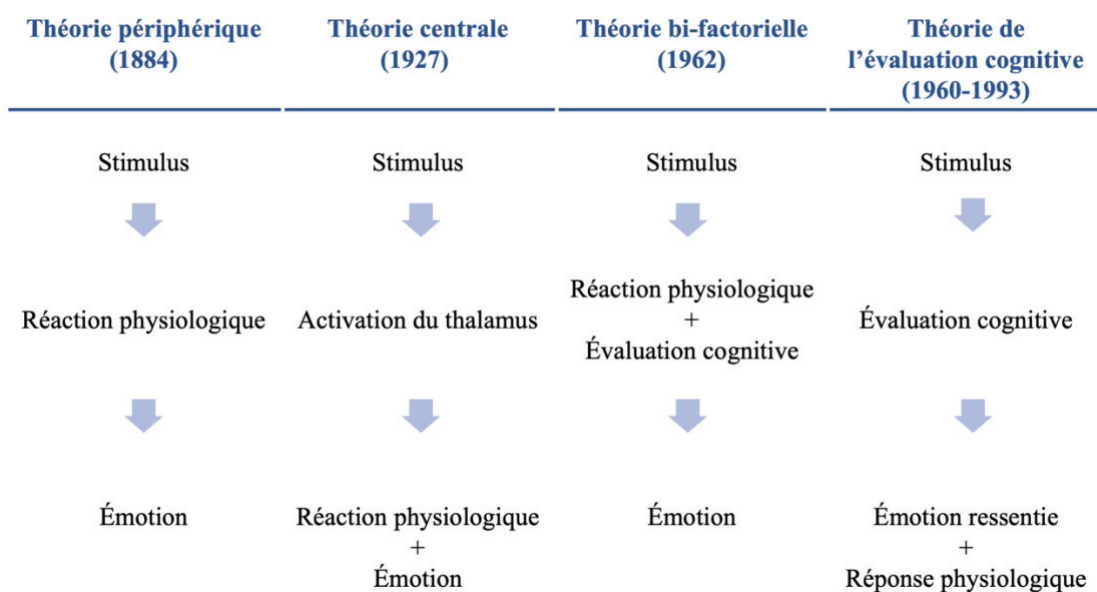 Théorie périphérique
(1884)
Théorie centrale
(1927)
Théorie bi-factorielle
(1962)
Théorie de
l'évaluation cognitive
(1960-1993)
Stimulus
Stimulus
Stimulus
Stimulus
Réaction physiologique
Activation du thalamus
Réaction physiologique
+
Évaluation cognitive
Évaluation cognitive
Émotion
Réaction physiologique
+
Émotion
Émotion
Émotion ressentie
+
Réponse physiologique